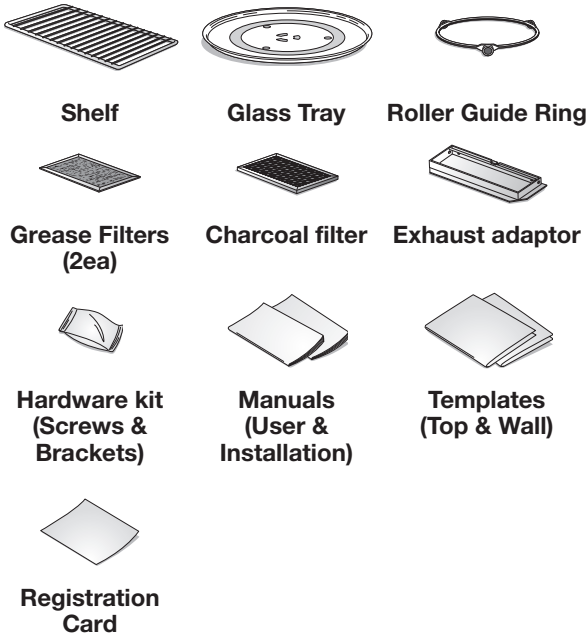 Shelf
Glass Tray
Roller Guide Ring
Grease Filters
(2ea)
Charcoal filter
Exhaust adaptor
Hardware kit
(Screws &
Brackets)
Manuals
(User &
Installation)
Templates
(Top & Wall)
Registration
Card